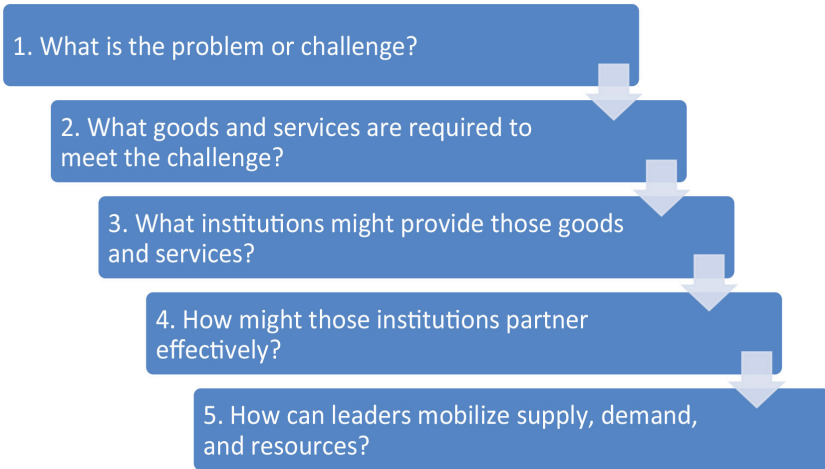 1. What is the problem or challenge?
2. What goods and services are required to
meet the challenge?
3. What institutions might provide those goods
and services?
4. How might those institutions partner
effectively?
5. How can leaders mobilize supply, demand,
and resources?